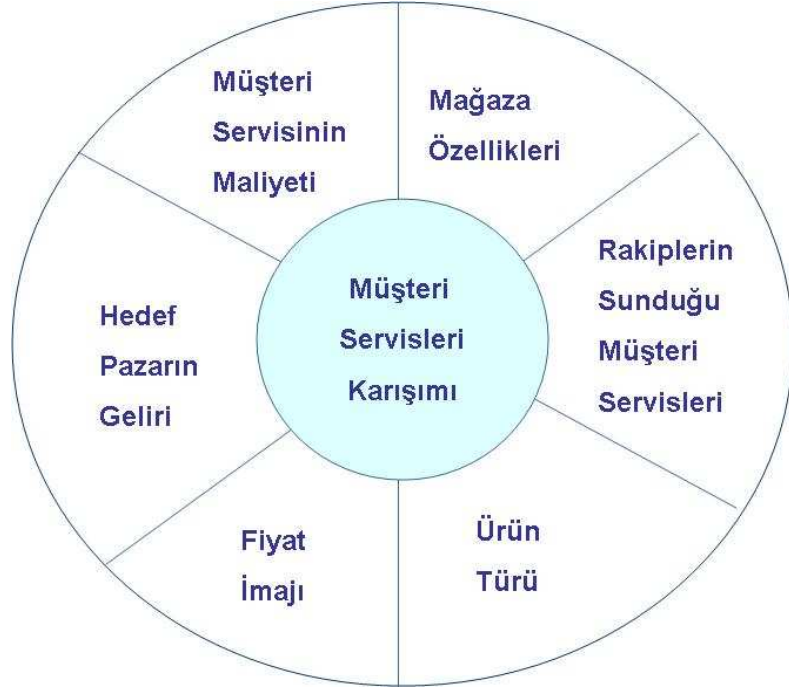 Müşteri
Servisinin
Maliyeti
Mağaza
Özellikleri
Rakiplerin
Sunduğu
Müşteri
Servisleri
Ürün
Türü
Fiyat
İmajı
Hedef
Pazarın
Geliri
Müşteri
Servisleri
Karışımı